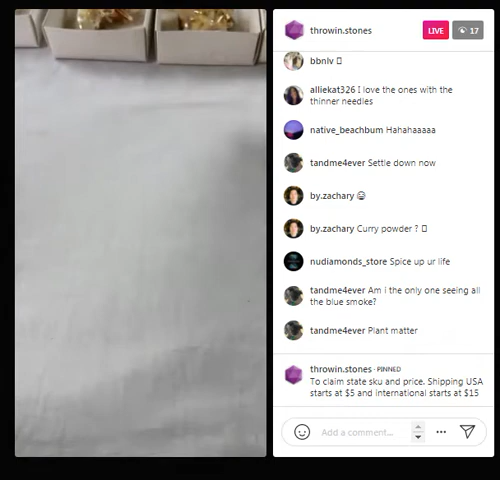 throwin.stones
LIVE
17
bbnlv
alliekat326 I love the ones with the
thinner needles
native_beachbum Hahahaaaaa
tandme4ever Settle down now
by.zachary 😂
by.zachary Curry powder ?
nudiamonds_store Spice up ur life
tandme4ever Am I the only one seeing all
the blue smoke?
tandme4ever Plant matter
throwin.stones · PINNED
To claim state sku and price. Shipping USA
starts at $5 and international starts at $15
Add a comment...